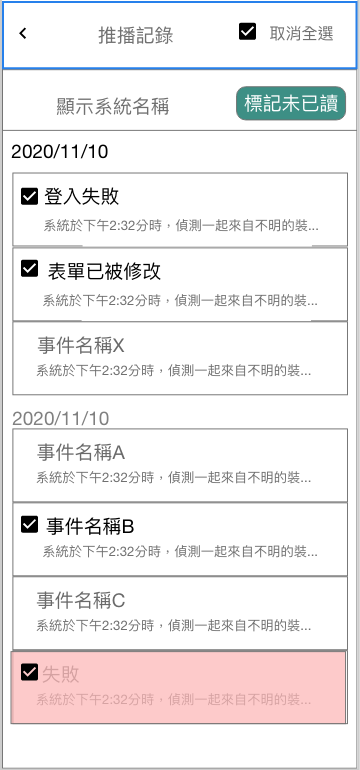 推播記錄
取消全選
顯示系統名稱
標記未已讀
2020/11/10
登入失敗
系統於下午2:32分時，偵測一起來自不明的裝...
表單已被修改
系統於下午2:32分時，偵測一起來自不明的裝...
事件名稱X
系統於下午2:32分時，偵測一起來自不明的裝...
2020/11/10
事件名稱A
系統於下午2:32分時，偵測一起來自不明的裝...
事件名稱B
系統於下午2:32分時，偵測一起來自不明的裝...
事件名稱C
系統於下午2:32分時，偵測一起來自不明的裝...
失敗
系統於下午2:32分時，偵測一起來自不明的裝...